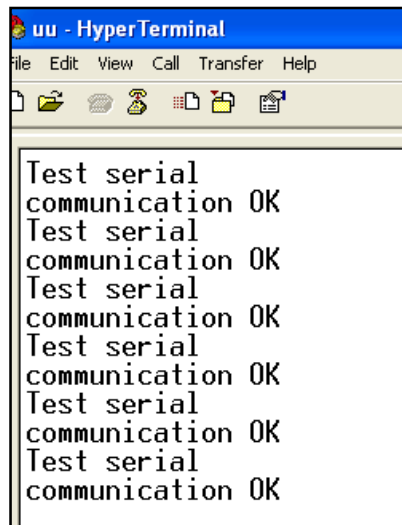 uu - HyperTerminal
File Edit View Call Transfer Help
Test serial
communication OK
Test serial
communication OK
Test serial
communication OK
Test serial
communication OK
Test serial
communication OK
Test serial
communication OK